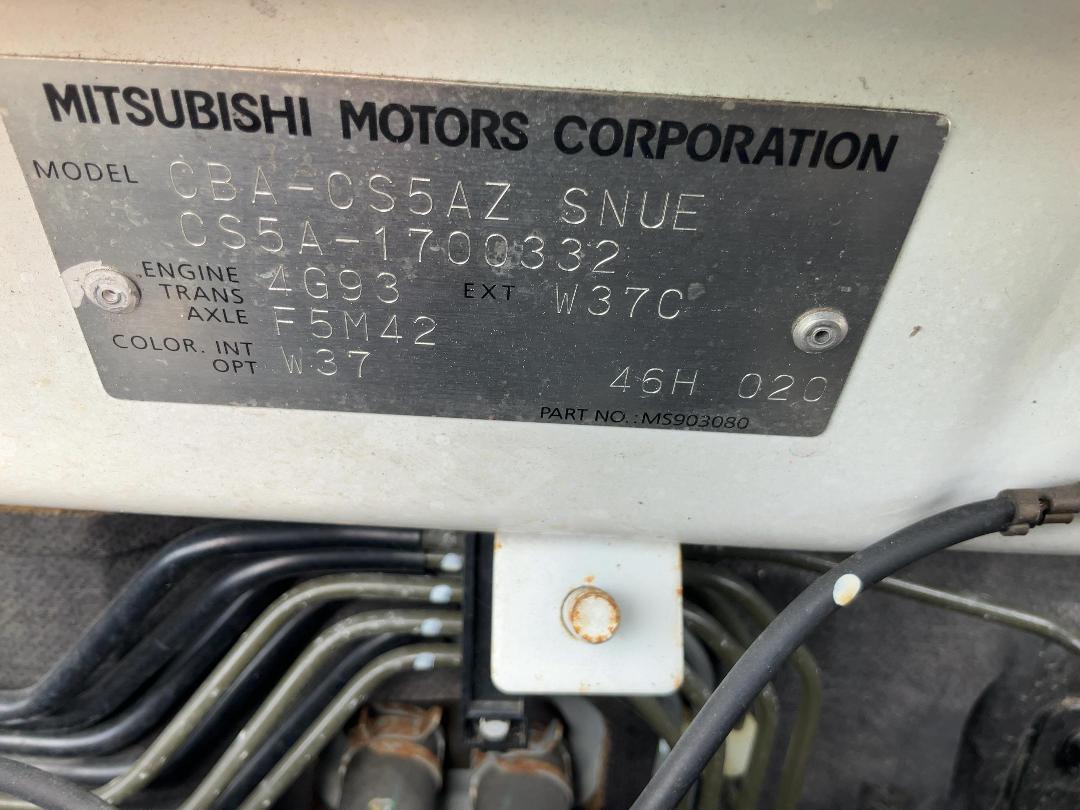 MITSUBISHI MOTORS CORPORATION
MODEL CBA-CS5AZ SNUE
CS5A-1700332
ENGINE 4G93 EXT W37C
TRANS
AXLE F5M42
COLOR. INT
OPT W37 46H 02C
PART NO.: MS903080